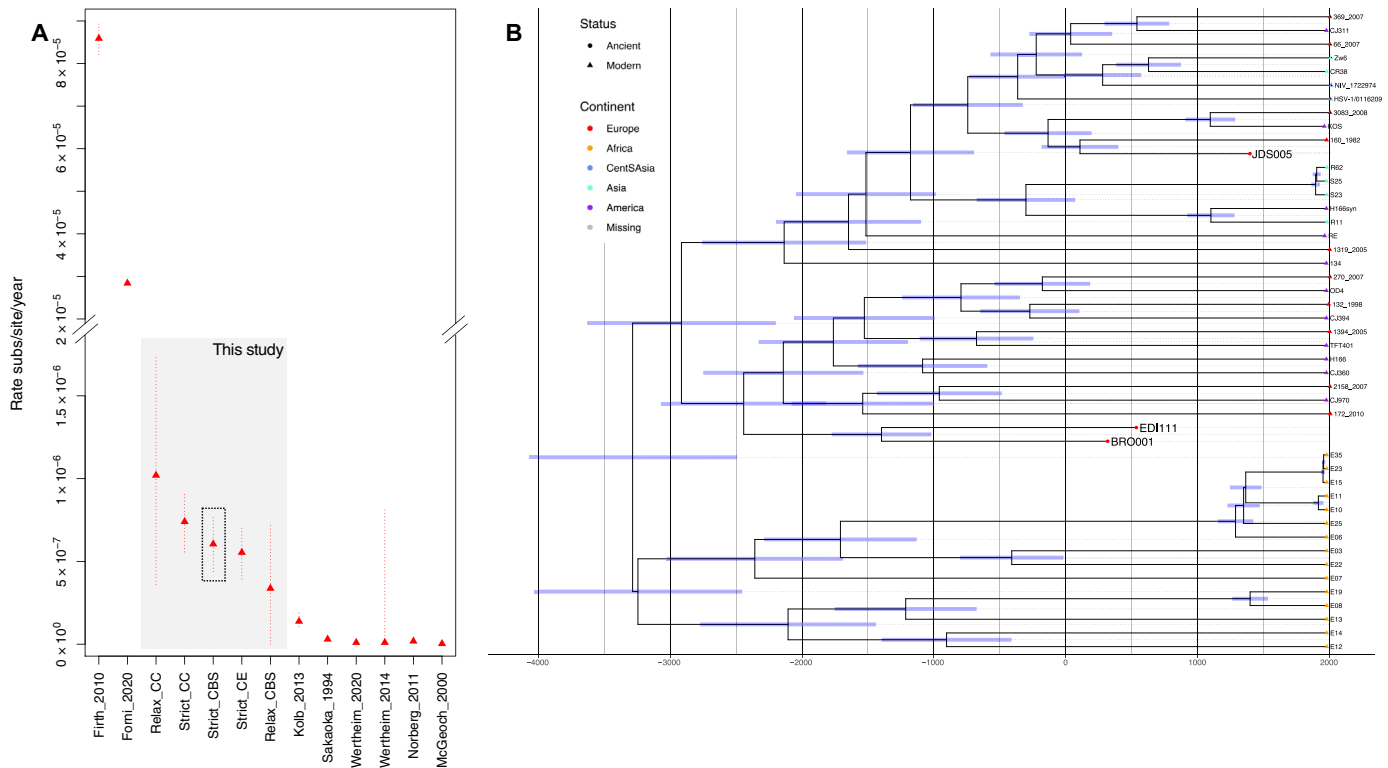 A
Rate subs/site/year
8 × 10⁻⁵
6 × 10⁻⁵
4 × 10⁻⁵
2 × 10⁻⁵
2
1.5 × 10⁻⁶
1 × 10⁻⁶
5 × 10⁻⁷
0 × 10⁰
This study
Firth_2010
Forni_2020
Relax_CC
Strict_CC
Strict_CBS
Strict_CE
Relax_CBS
Kolb_2013
Sakaoka_1994
Wertheim_2020
Wertheim_2014
Norberg_2011
McGeoch_2000
B
Status
Ancient
Modern
Continent
Europe
Africa
CentSAsia
Asia
America
Missing
369_2007
CJ311
66_2007
Zw6
CR38
NIV_1722974
HSV-1/0116209
3083_2008
KOS
160_1982
JDS005
R62
S25
S23
H166syn
R11
RE
1319_2005
134
270_2007
OD4
132_1998
CJ394
1394_2005
TFT401
H166
CJ360
2158_2007
CJ970
172_2010
EDI111
BRO001
E35
E23
E15
E11
E10
E25
E06
E03
E22
E07
E19
E08
E13
E14
E12
−4000 −3000 −2000 −1000 0 1000 2000